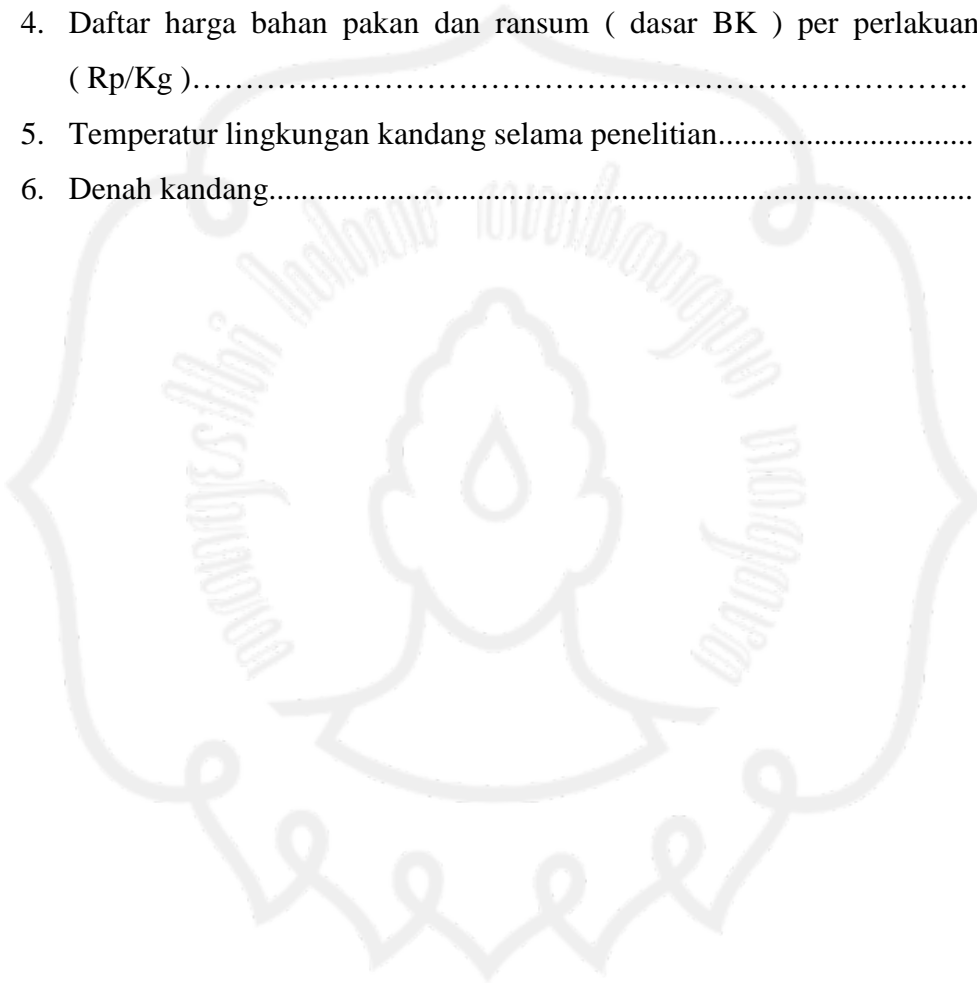 4. Daftar harga bahan pakan dan ransum ( dasar BK ) per perlakuan
( Rp/Kg )…………………………………………………………………….
5. Temperatur lingkungan kandang selama penelitian...............................
6. Denah kandang.......................................................................................